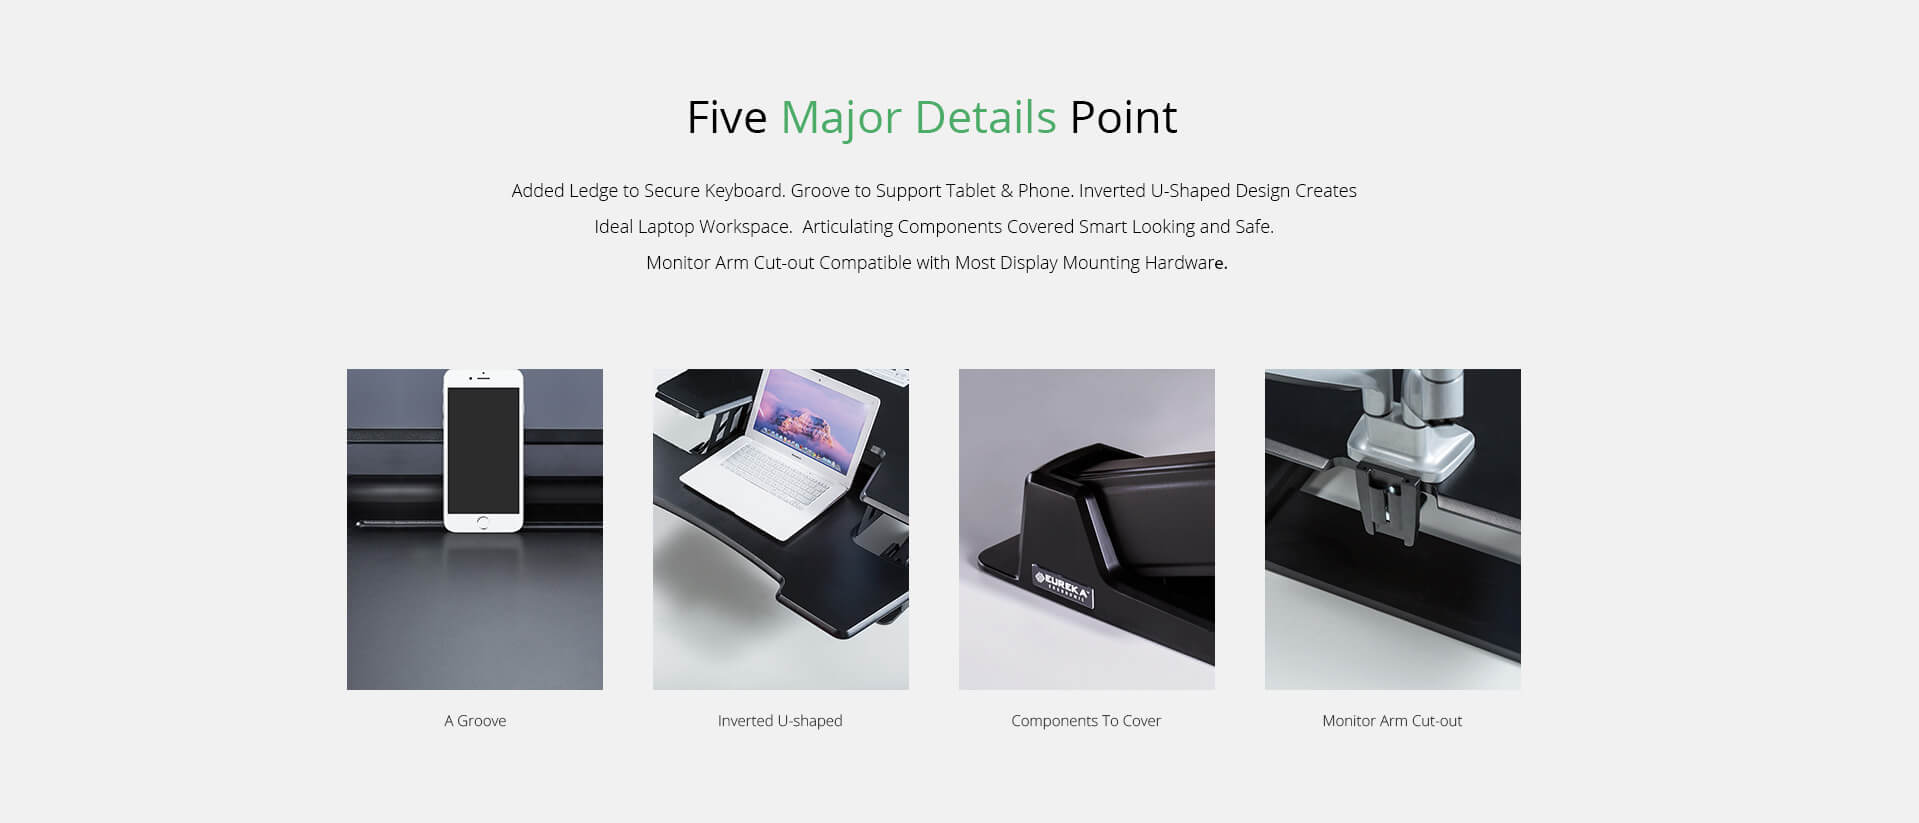 Five Major Details Point
Added Ledge to Secure Keyboard. Groove to Support Tablet & Phone. Inverted U-Shaped Design Creates
Ideal Laptop Workspace.  Articulating Components Covered Smart Looking and Safe.
Monitor Arm Cut-out Compatible with Most Display Mounting Hardware.
EUREKA
ERGONOMIC
A Groove
Inverted U-shaped
Components To Cover
Monitor Arm Cut-out